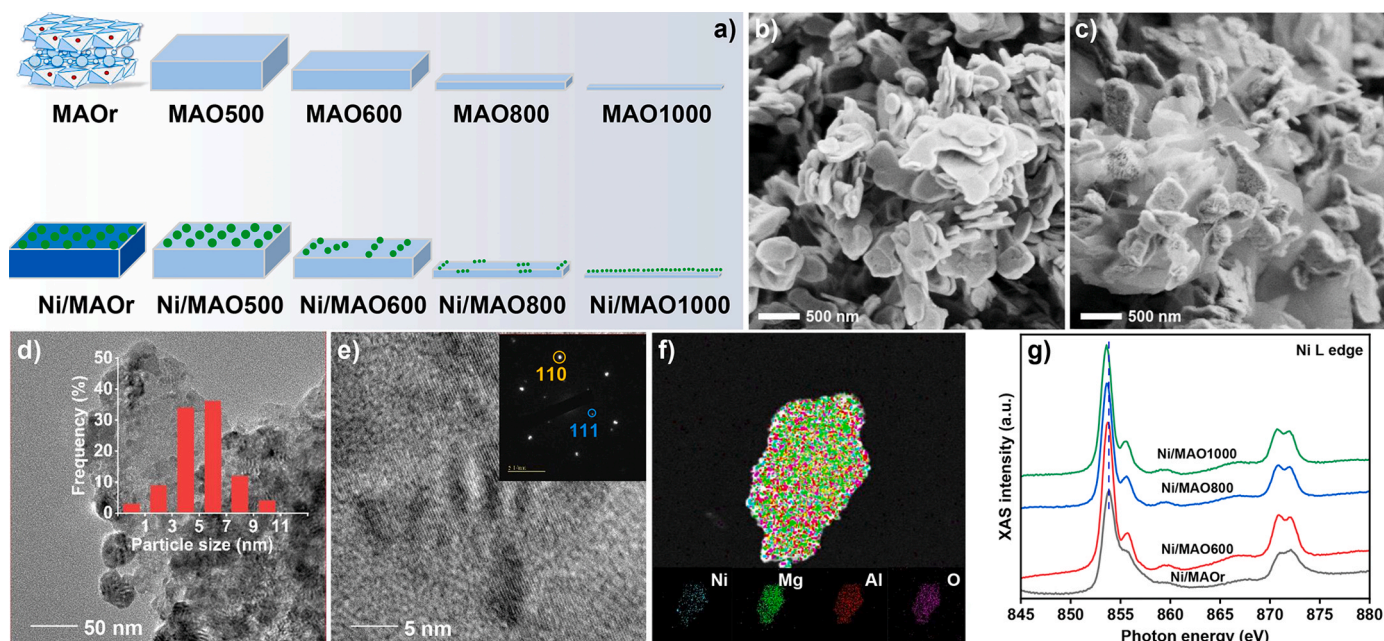 a)
MAOr MAO500 MAO600 MAO800 MAO1000
Ni/MAOr Ni/MAO500 Ni/MAO600 Ni/MAO800 Ni/MAO1000
b)
500 nm
c)
500 nm
d)
Frequency (%)
50
40
30
20
10
0
1 3 5 7 9 11
Particle size (nm)
50 nm
e)
110
111
5 nm
f)
Ni Mg Al O
g)
Ni L edge
XAS intensity (a.u.)
Ni/MAO1000
Ni/MAO800
Ni/MAO600
Ni/MAOr
845 850 855 860 865 870 875 880
Photon energy (eV)